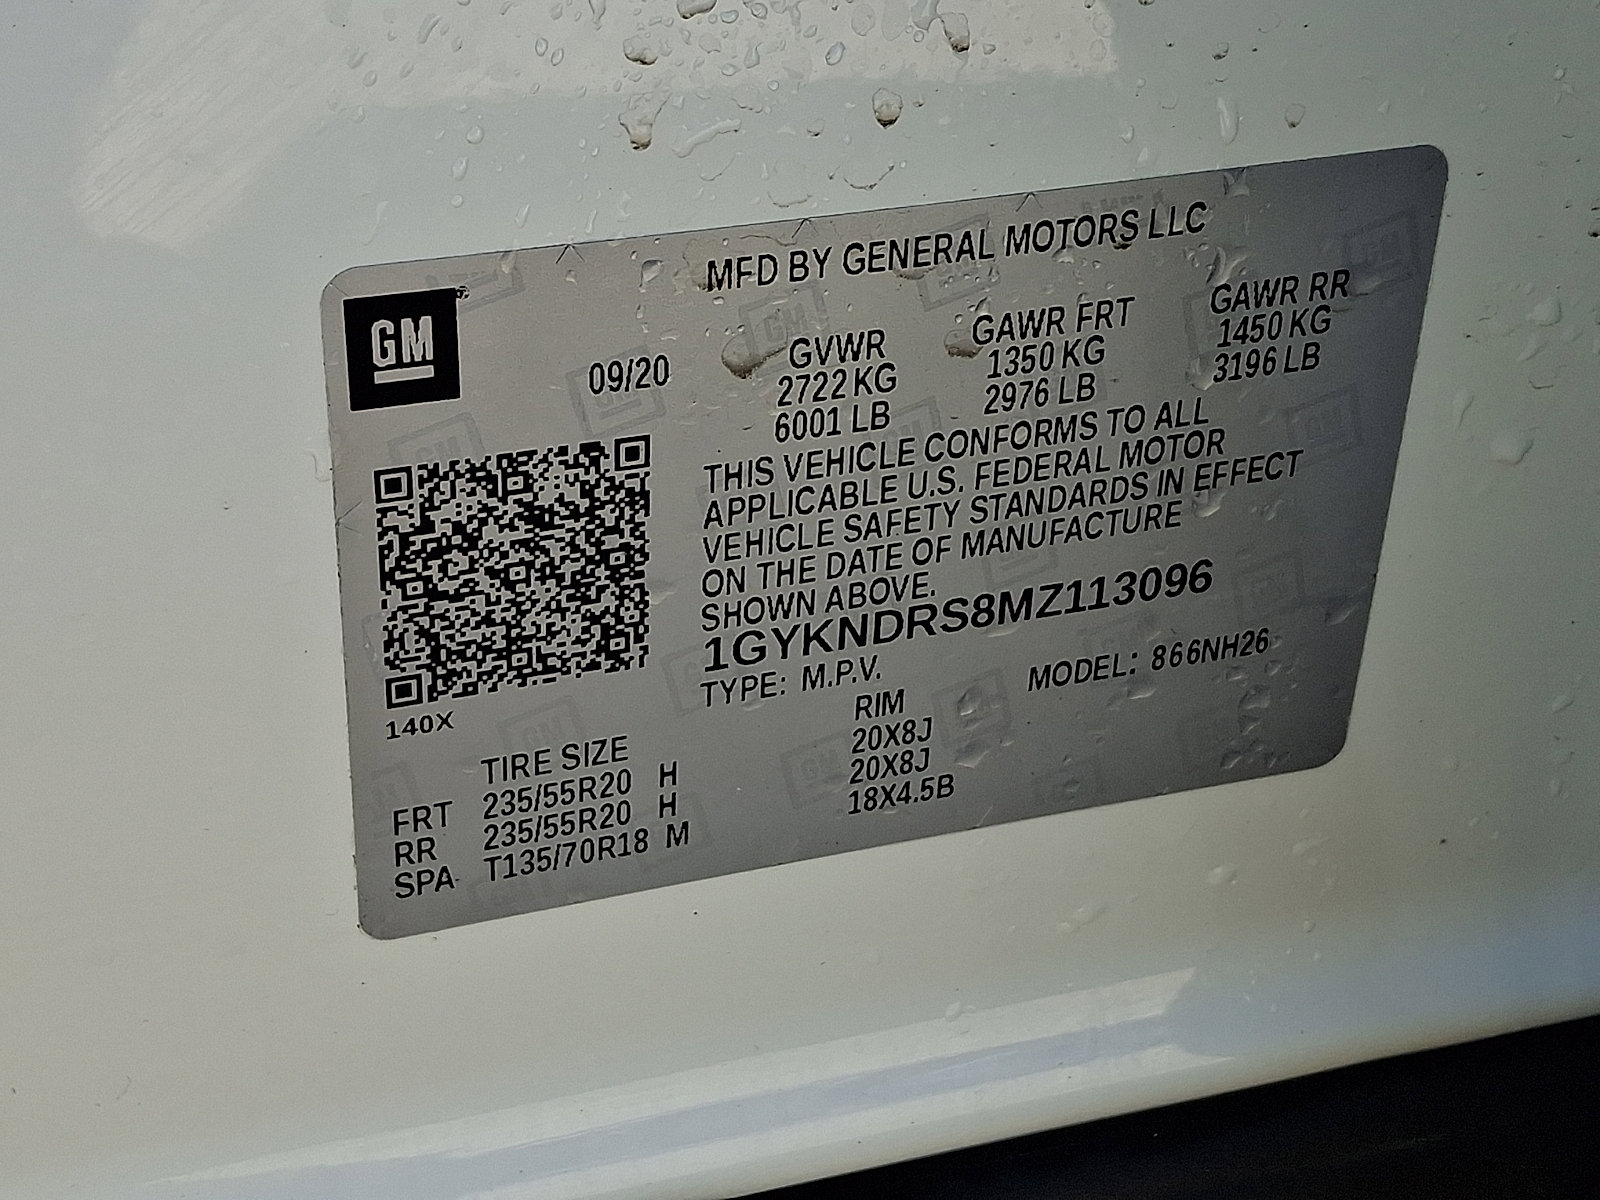 MFD BY GENERAL MOTORS LLC
GM
09/20
GVWR GAWR FRT GAWR RR
2722 KG 1350 KG 1450 KG
6001 LB 2976 LB 3196 LB
THIS VEHICLE CONFORMS TO ALL
APPLICABLE U.S. FEDERAL MOTOR
VEHICLE SAFETY STANDARDS IN EFFECT
ON THE DATE OF MANUFACTURE
SHOWN ABOVE.
1GYKNDRS8MZ113096
TYPE: M.P.V. MODEL: 866NH26
140X
TIRE SIZE RIM
FRT 235/55R20 H 20X8J
RR 235/55R20 H 20X8J
SPA T135/70R18 M 18X4.5B